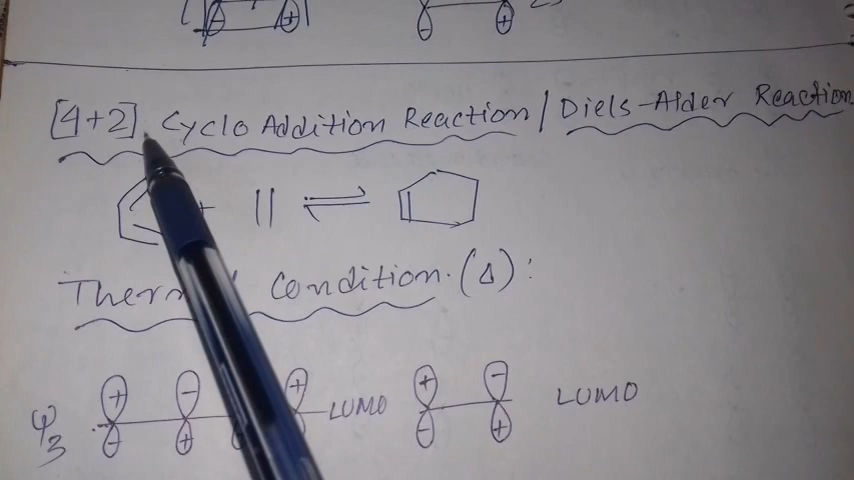 [4+2] Cyclo Addition Reaction / Diels-Alder Reaction
+ || ⇌
Condition. (Δ) :
+ - + LUMO + - LUMO
ψ3 - + - +